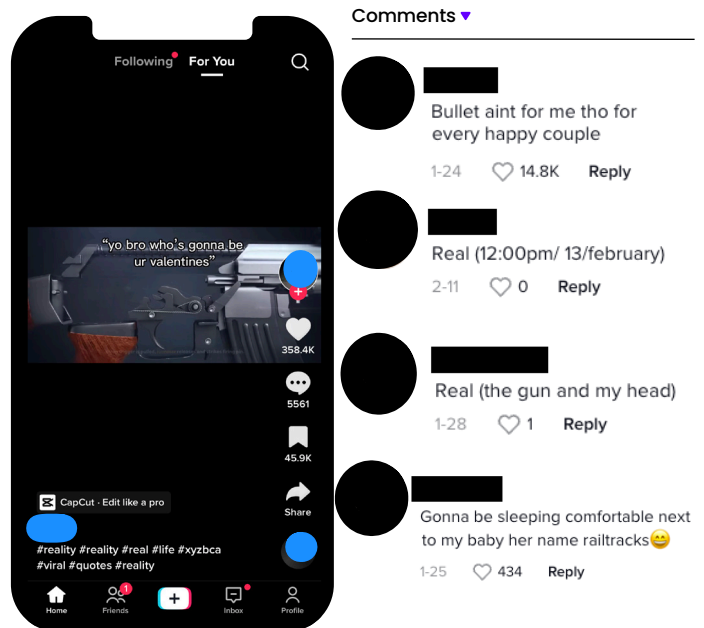 Following
For You
“yo bro who’s gonna be
ur valentines”
358.4K
5561
45.9K
CapCut · Edit like a pro
Share
#reality #reality #real #life #xyzbca
#viral #quotes #reality
Home
Friends
1
Inbox
Profile
Comments
Bullet aint for me tho for
every happy couple
1-24
14.8K
Reply
Real (12:00pm/ 13/february)
2-11
0
Reply
Real (the gun and my head)
1-28
1
Reply
Gonna be sleeping comfortable next
to my baby her name railtracks😄
1-25
434
Reply